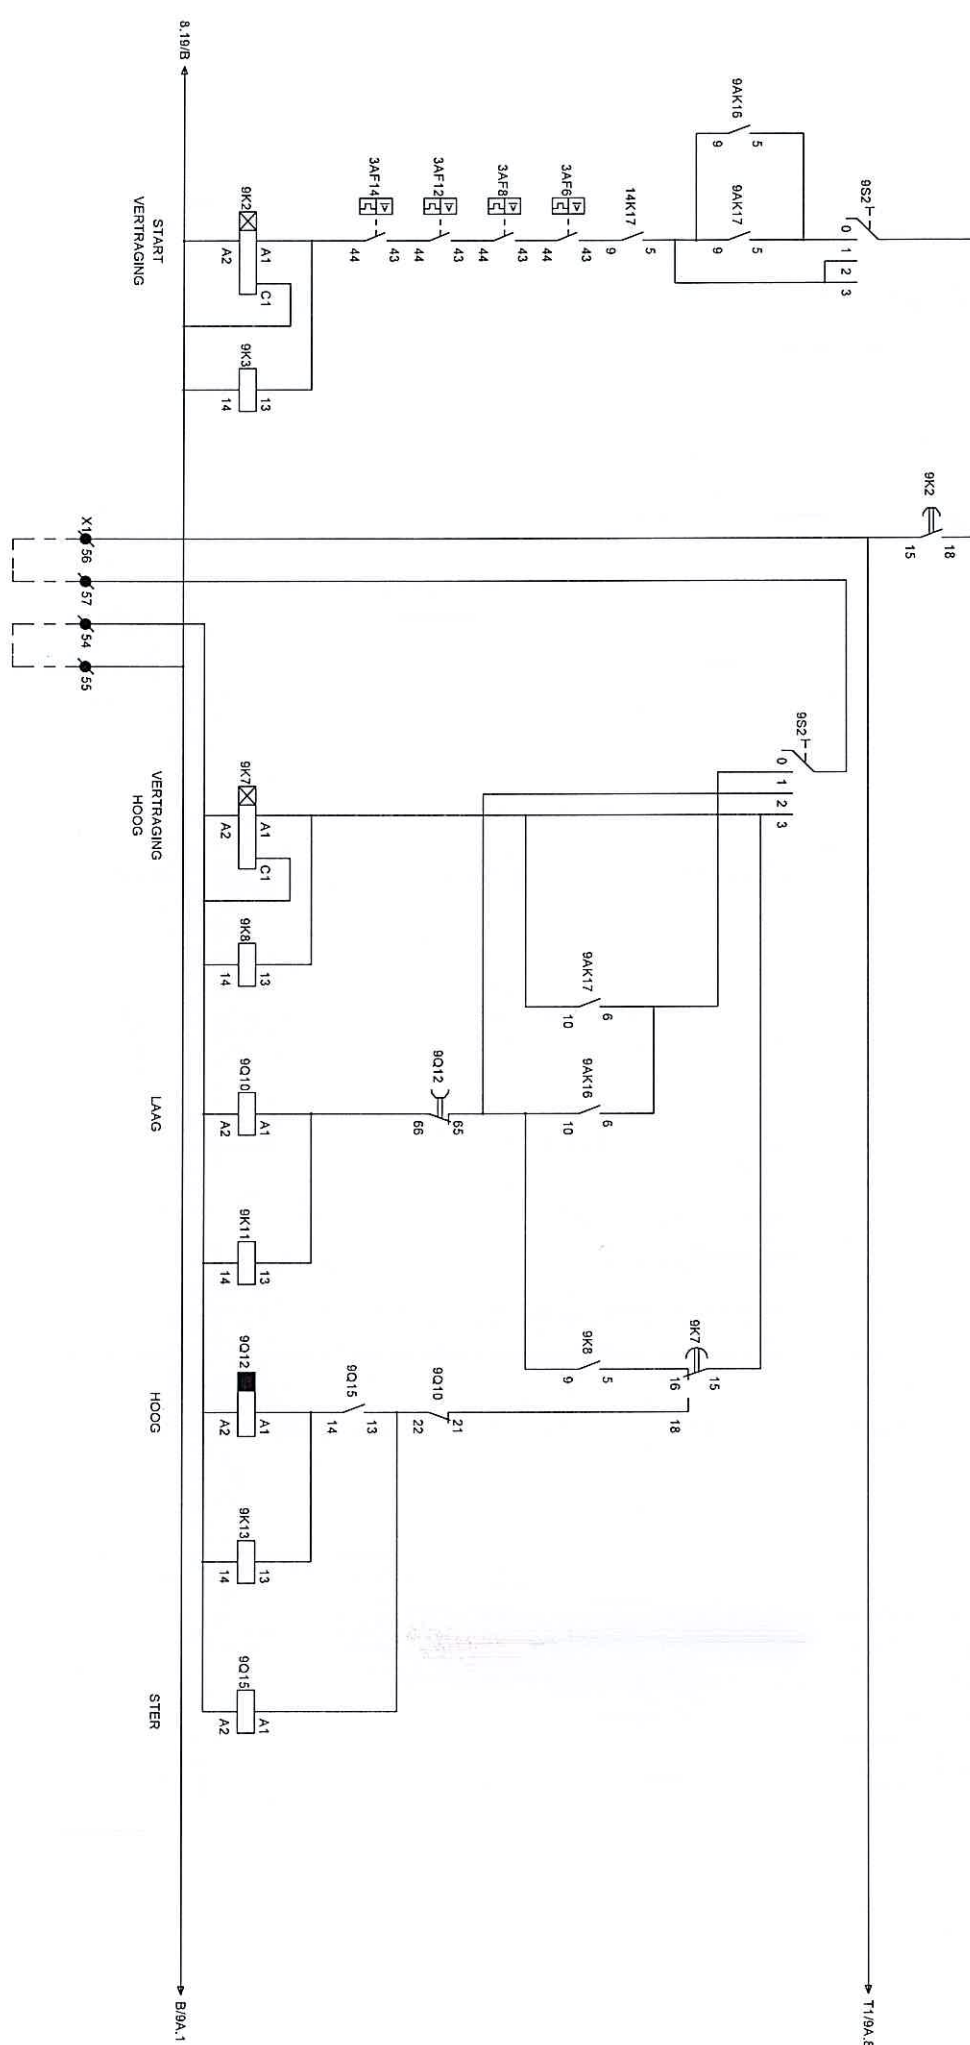 8.19/B
START
VERTRAGING
9K2
A2
A1
C1
9K3
14
13
3AF14
44
43
3AF12
44
43
3AF8
44
43
3AF6
44
43
14K17
9
5
9AK16
9
5
9AK17
9
5
9S2
0
1
2
3
9K2
15
18
X1
56
57
54
55
VERTRAGING
HOOG
9K7
A2
A1
C1
9K8
14
13
9S2
0
1
2
3
9AK17
10
6
LAAG
9Q10
A2
A1
9Q12
66
65
9AK16
10
6
9K11
14
13
HOOG
9Q12
A2
A1
9Q15
14
13
9Q10
22
21
9K8
9
5
9K7
16
15
18
9K13
14
13
STER
9Q15
A2
A1
B/9A.1
T1/9A.